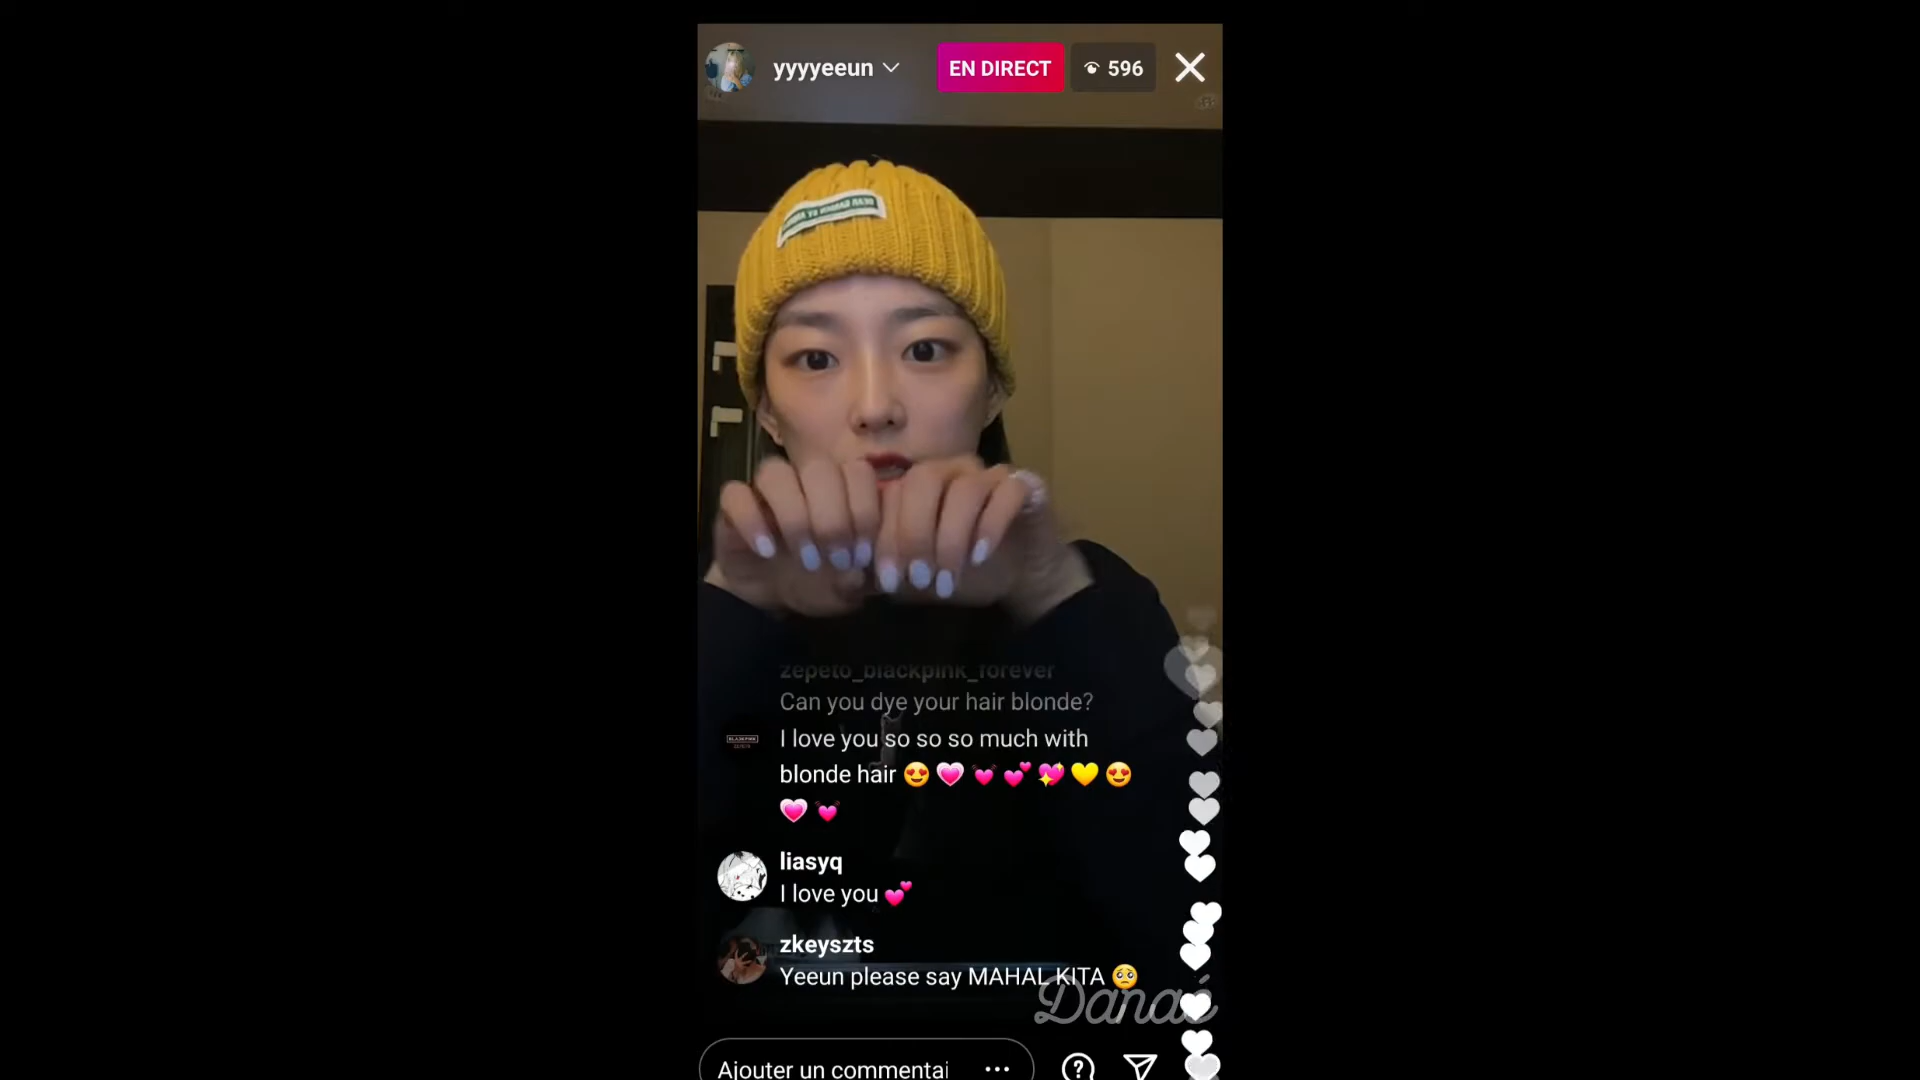 yyyyeeun
EN DIRECT
596
zepeto_blackpink_forever
Can you dye your hair blonde?
I love you so so so much with
blonde hair 😍💗💓💕💖💛😍
💗💓
liasyq
I love you 💕
zkeyszts
Yeeun please say MAHAL KITA 🥺
Danaé
Ajouter un commentai